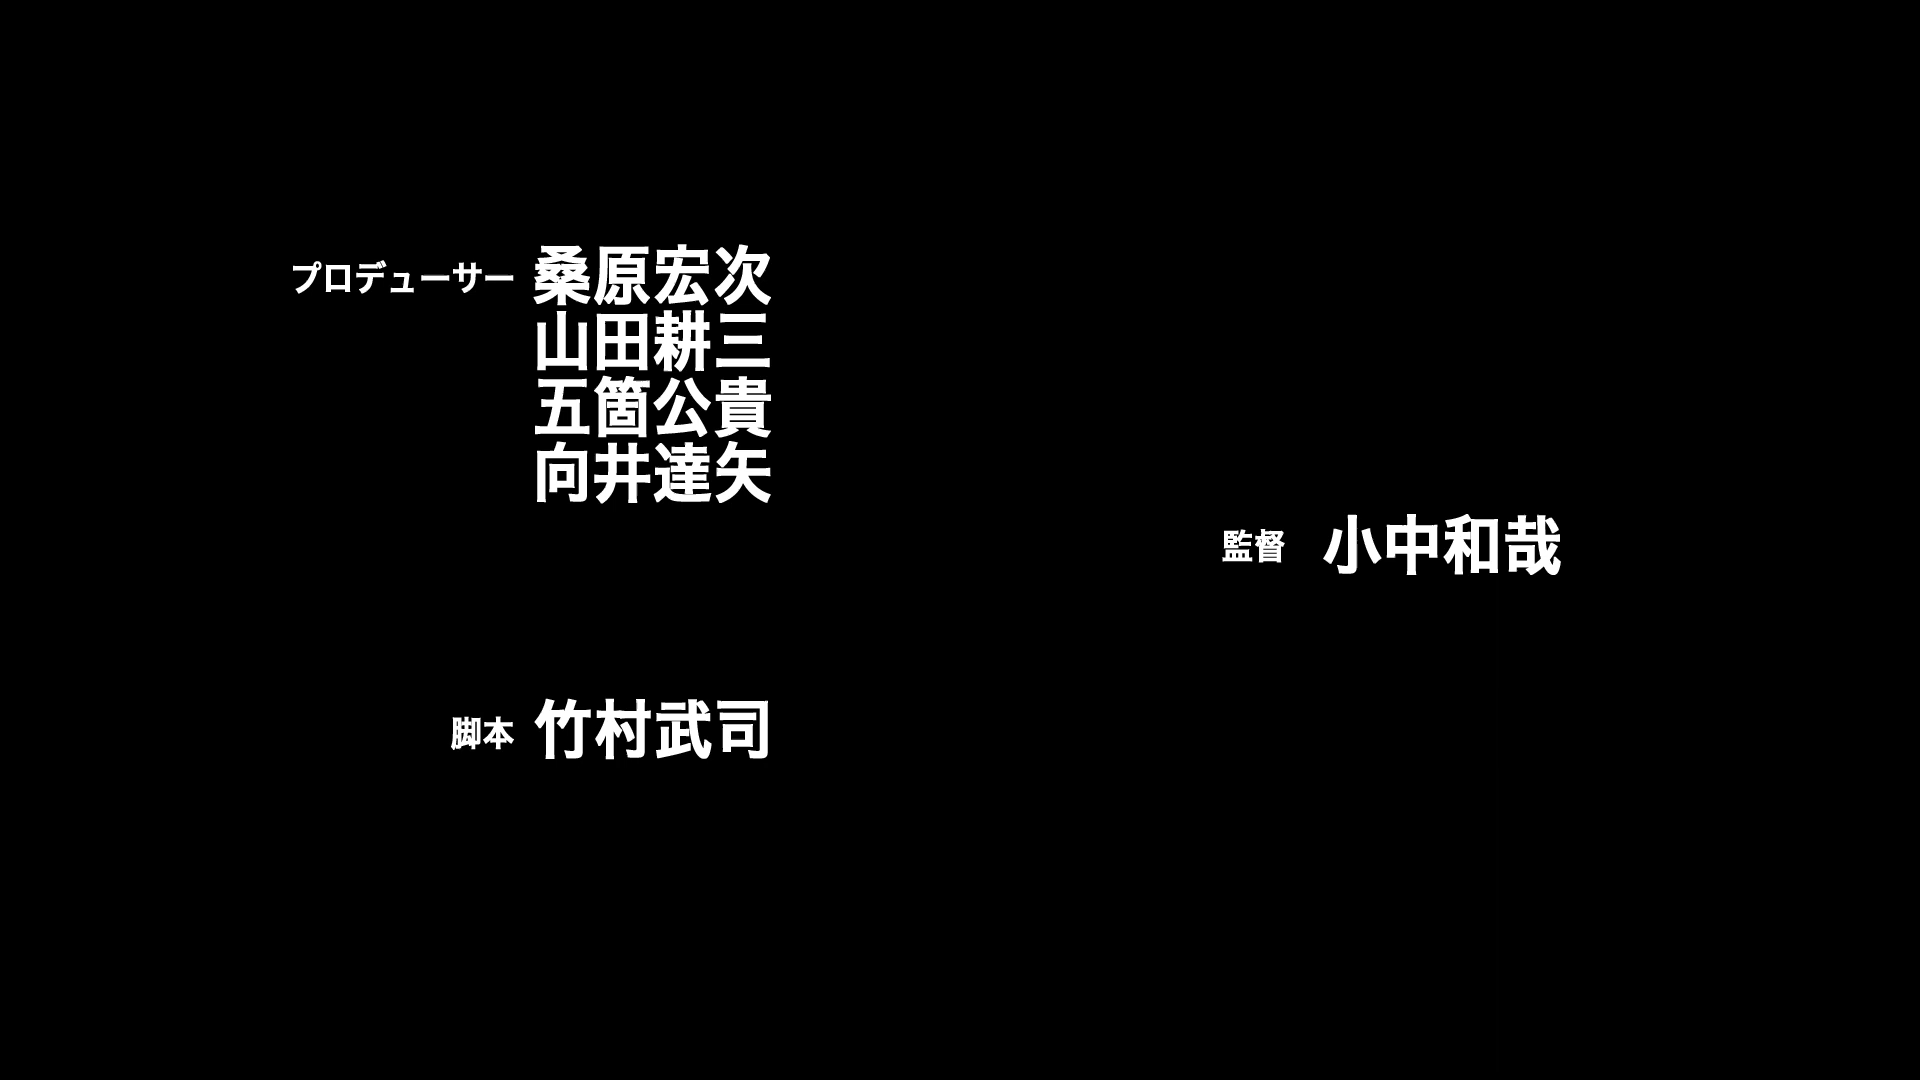 プロデューサー 桑原宏次
山田耕三
五箇公貴
向井達矢
脚本 竹村武司
監督 小中和哉